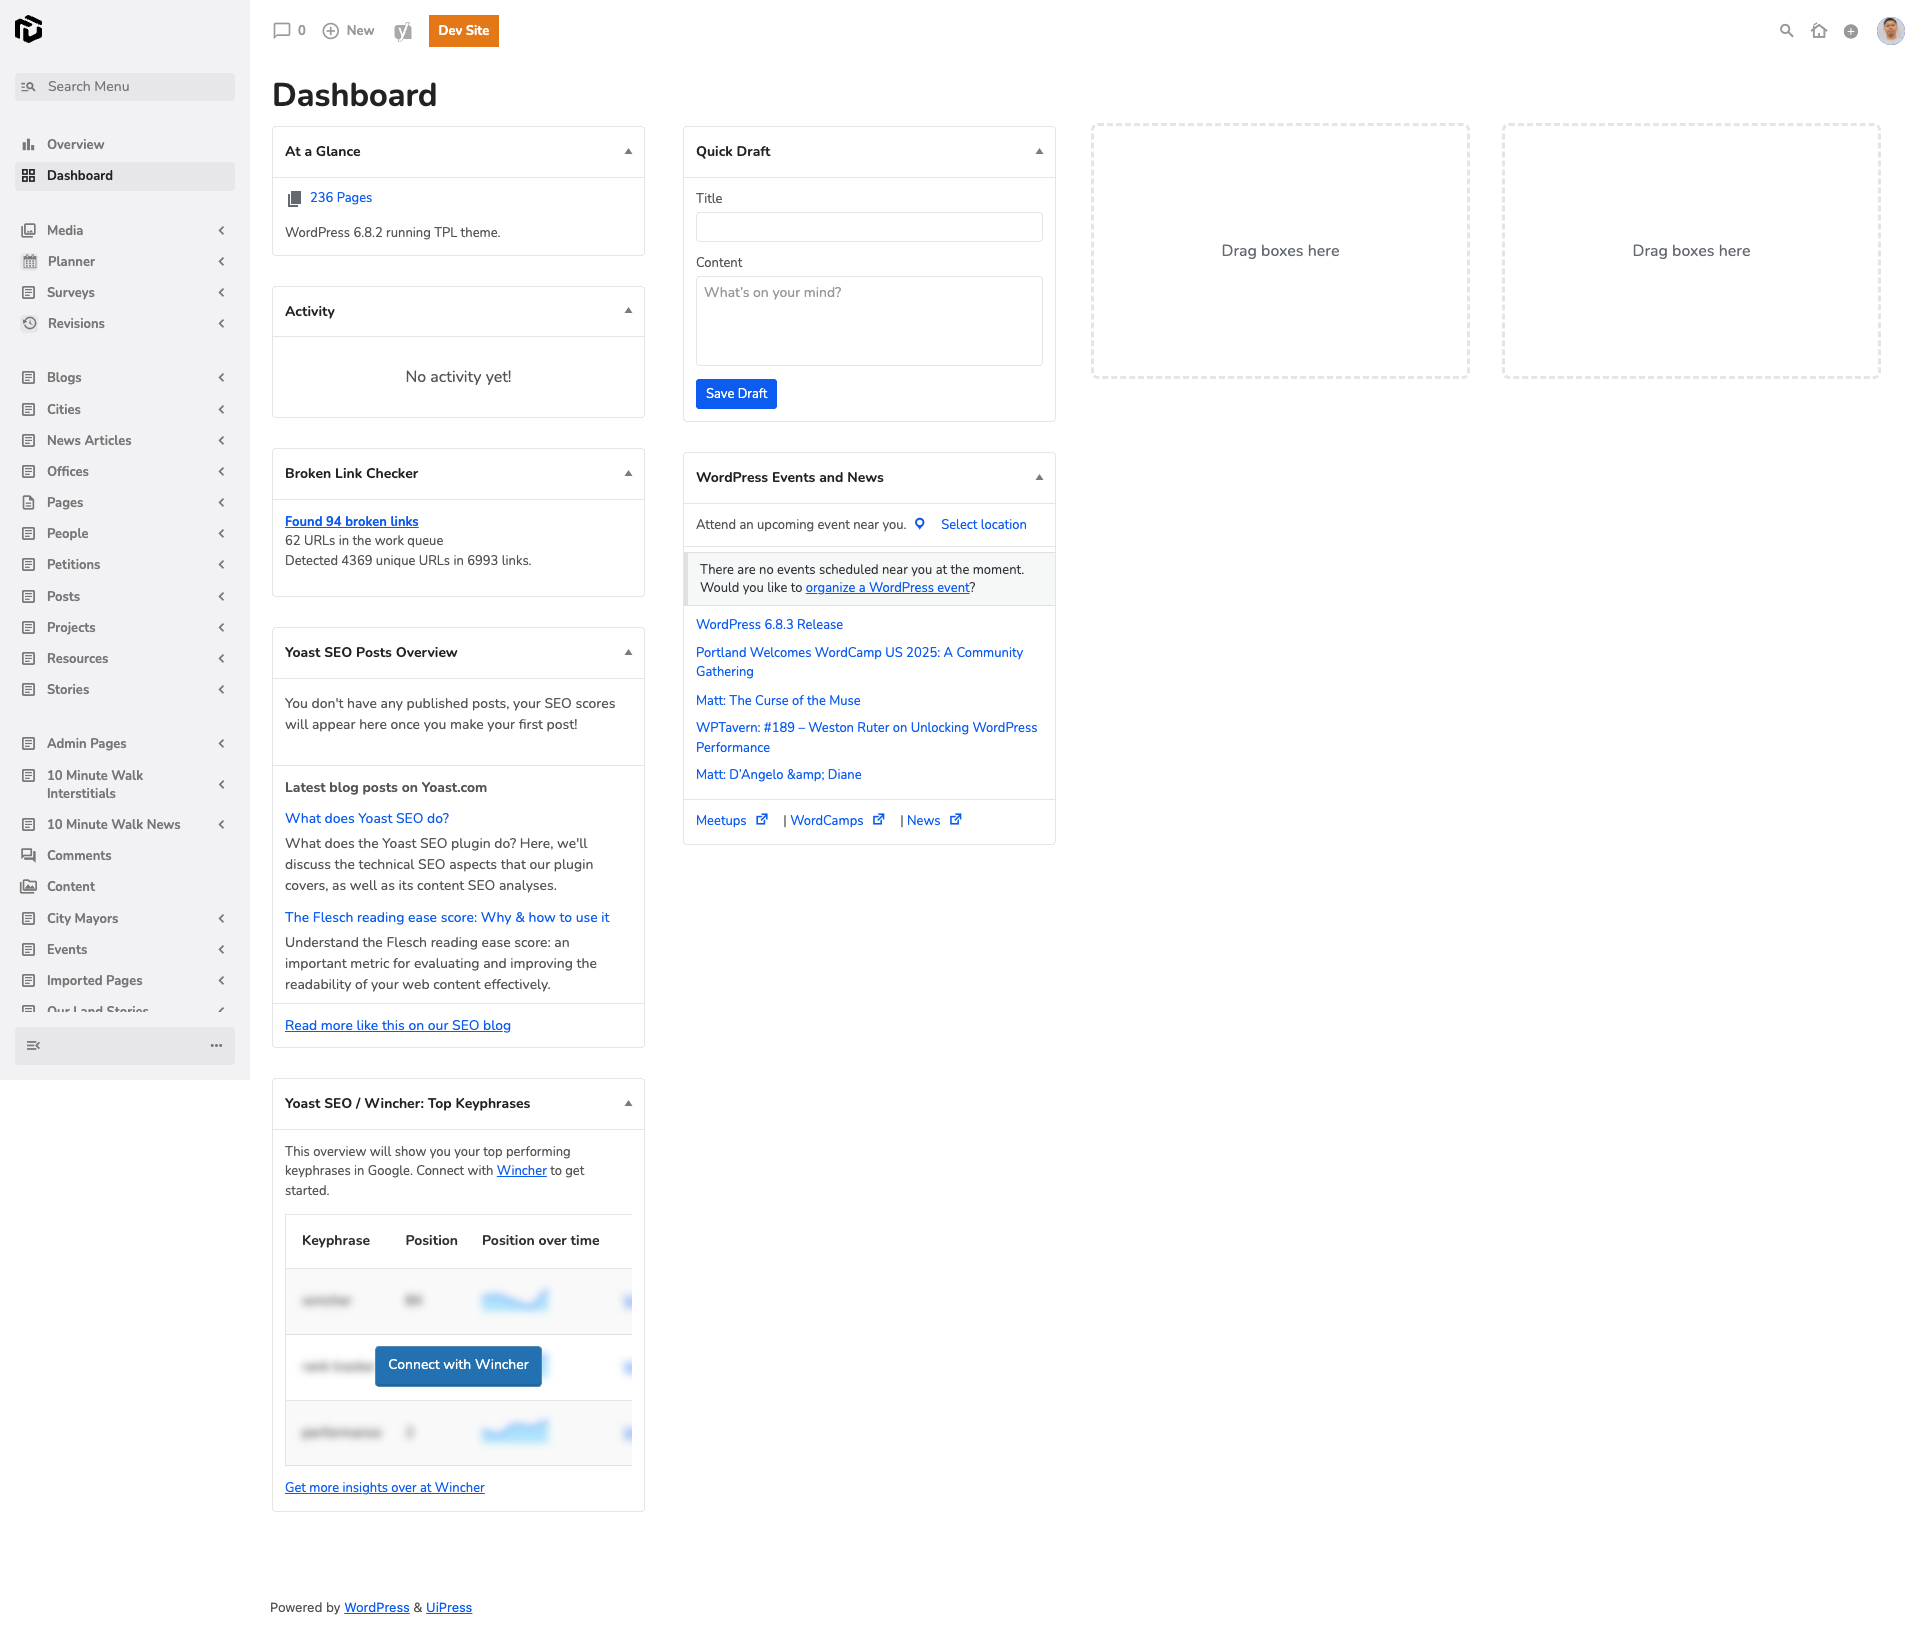 0
New
Dev Site
Search Menu
Overview
Dashboard
Media
Planner
Surveys
Revisions
Blogs
Cities
News Articles
Offices
Pages
People
Petitions
Posts
Projects
Resources
Stories
Admin Pages
10 Minute Walk
Interstitials
10 Minute Walk News
Comments
Content
City Mayors
Events
Imported Pages
Our Land Stories
Dashboard
At a Glance
236 Pages
WordPress 6.8.2 running TPL theme.
Activity
No activity yet!
Broken Link Checker
Found 94 broken links
62 URLs in the work queue
Detected 4369 unique URLs in 6993 links.
Yoast SEO Posts Overview
You don't have any published posts, your SEO scores
will appear here once you make your first post!
Latest blog posts on Yoast.com
What does Yoast SEO do?
What does the Yoast SEO plugin do? Here, we'll
discuss the technical SEO aspects that our plugin
covers, as well as its content SEO analyses.
The Flesch reading ease score: Why & how to use it
Understand the Flesch reading ease score: an
important metric for evaluating and improving the
readability of your web content effectively.
Read more like this on our SEO blog
Yoast SEO / Wincher: Top Keyphrases
This overview will show you your top performing
keyphrases in Google. Connect with Wincher to get
started.
Keyphrase Position Position over time
wincher
Connect with Wincher
performance
Get more insights over at Wincher
Quick Draft
Title
Content
What's on your mind?
Save Draft
WordPress Events and News
Attend an upcoming event near you. Select location
There are no events scheduled near you at the moment.
Would you like to organize a WordPress event?
WordPress 6.8.3 Release
Portland Welcomes WordCamp US 2025: A Community
Gathering
Matt: The Curse of the Muse
WPTavern: #189 – Weston Ruter on Unlocking WordPress
Performance
Matt: D'Angelo &amp; Diane
Meetups | WordCamps | News
Drag boxes here
Drag boxes here
Powered by WordPress & UiPress